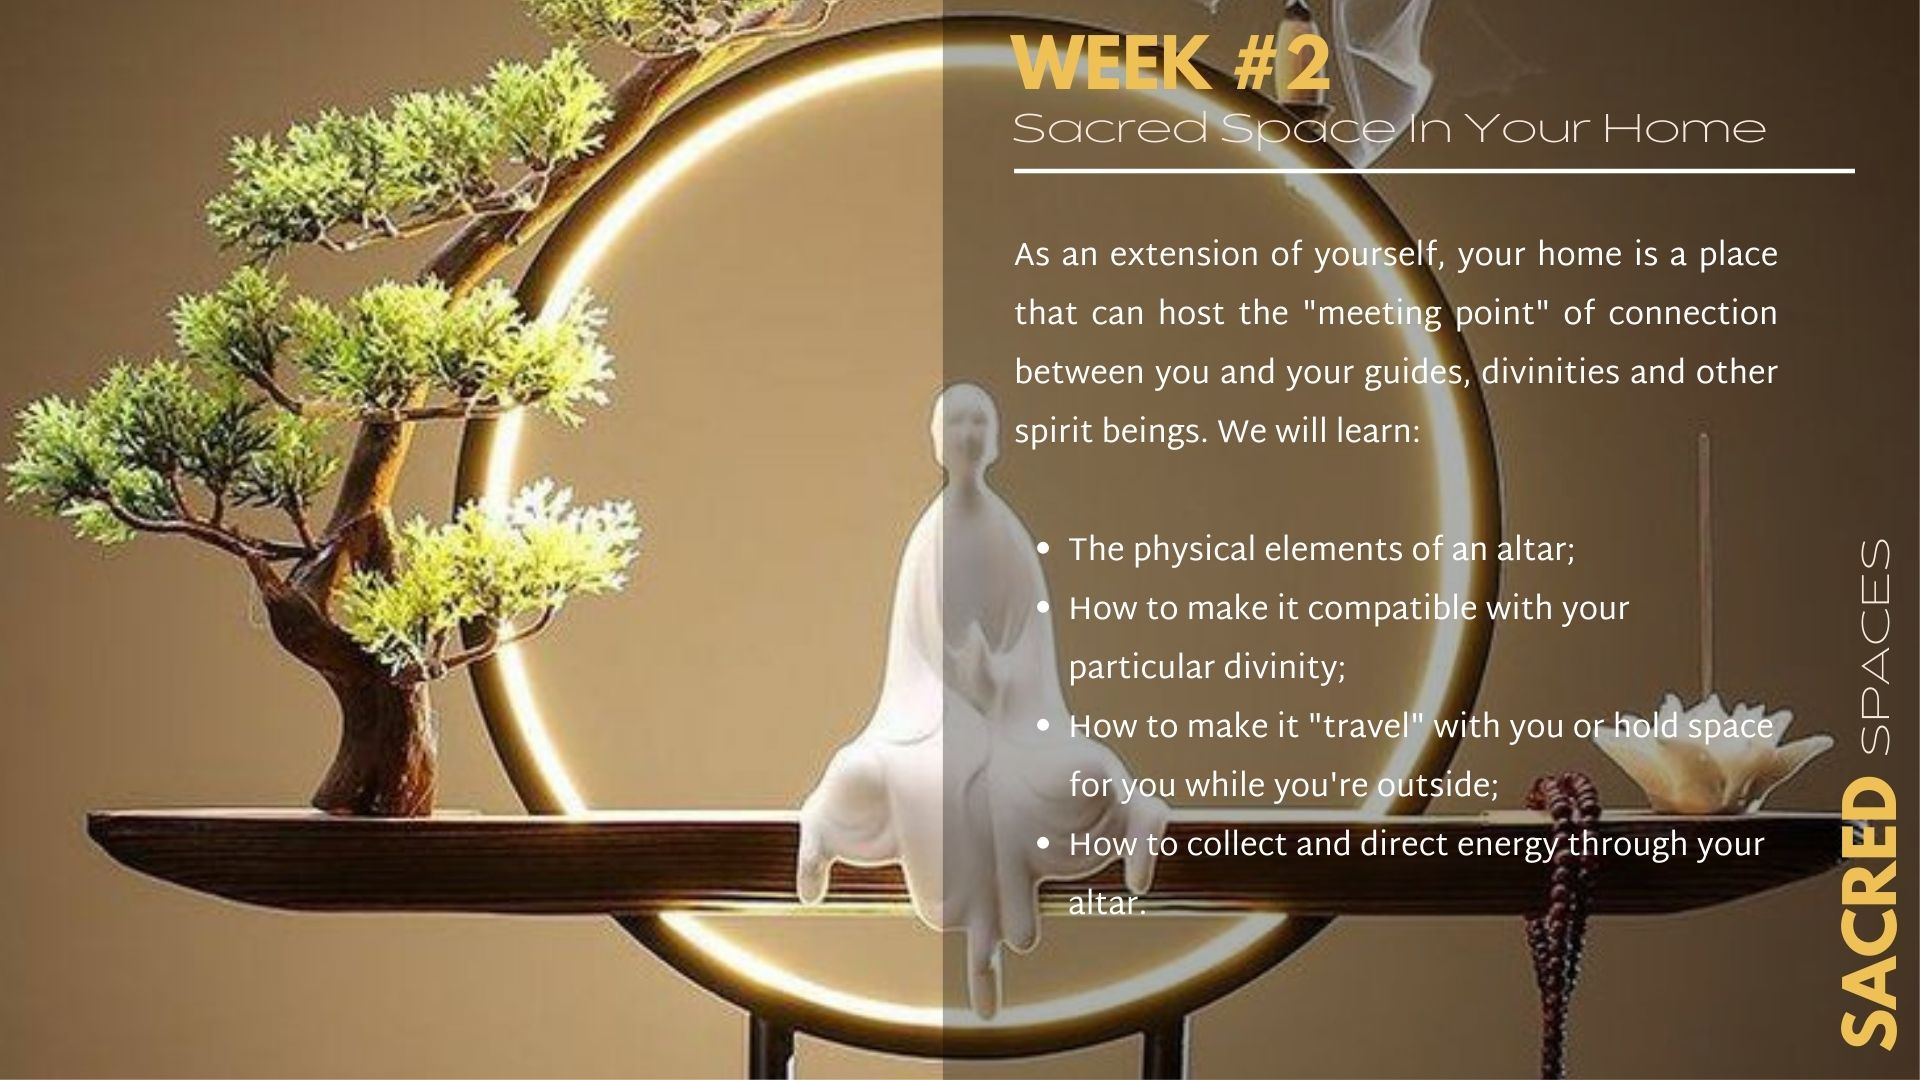 WEEK #2
Sacred Space In Your Home
As an extension of yourself, your home is a place
that can host the "meeting point" of connection
between you and your guides, divinities and other
spirit beings. We will learn:
• The physical elements of an altar;
• How to make it compatible with your
particular divinity;
• How to make it "travel" with you or hold space
for you while you're outside;
• How to collect and direct energy through your
altar.
SACRED SPACES